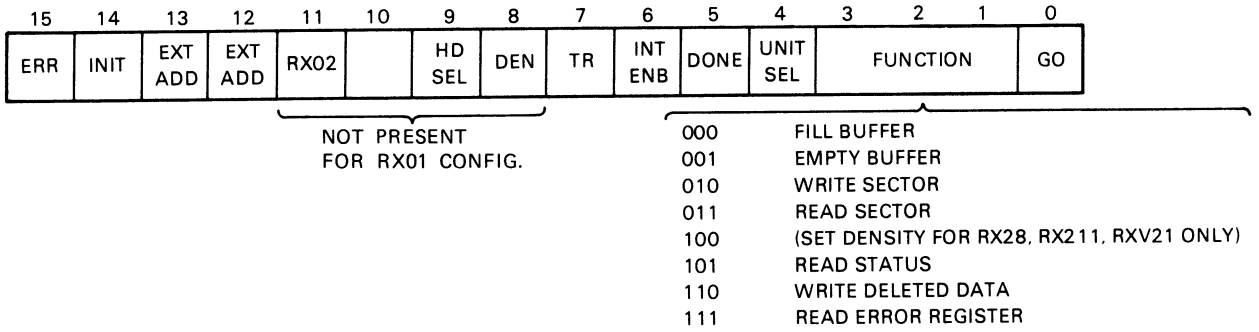 15 14 13 12 11 10 9 8 7 6 5 4 3 2 1 0
ERR INIT EXT ADD EXT ADD RX02 HD SEL DEN TR INT ENB DONE UNIT SEL FUNCTION GO
NOT PRESENT
FOR RX01 CONFIG.
000 FILL BUFFER
001 EMPTY BUFFER
010 WRITE SECTOR
011 READ SECTOR
100 (SET DENSITY FOR RX28, RX211, RXV21 ONLY)
101 READ STATUS
110 WRITE DELETED DATA
111 READ ERROR REGISTER